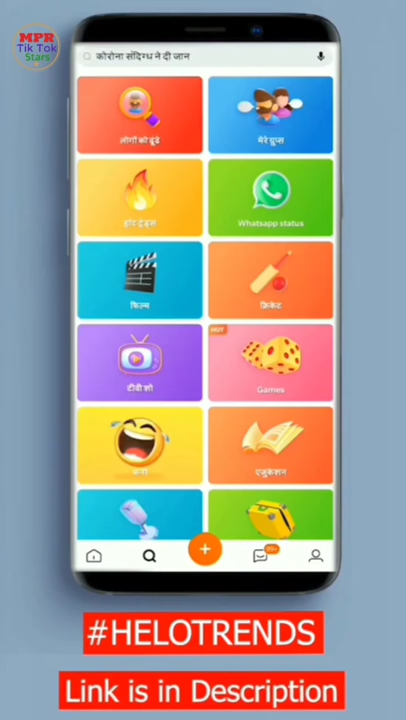 MPR
Tik Tok
Stars
कोरोना संदिग्ध ने दी जान
लोगों को ढूंढे
मेरे ग्रुप्स
हॉट ट्रेंड्स
Whatsapp status
फिल्म
क्रिकेट
टीवी शो
HOT
Games
एजुकेशन
99+
#HELOTRENDS
Link is in Description